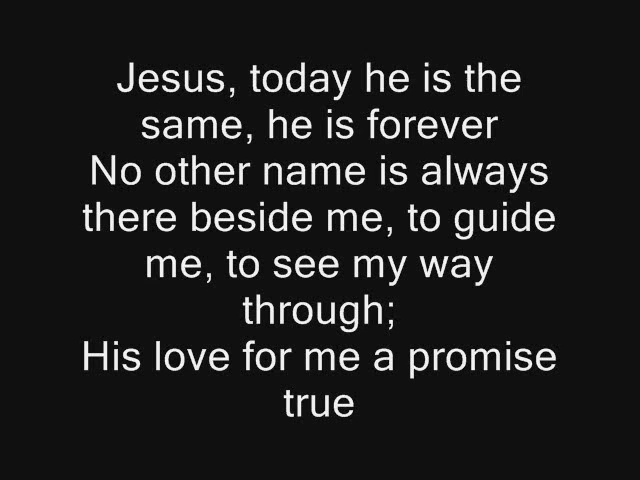 Jesus, today he is the
same, he is forever
No other name is always
there beside me, to guide
me, to see my way
through;
His love for me a promise
true